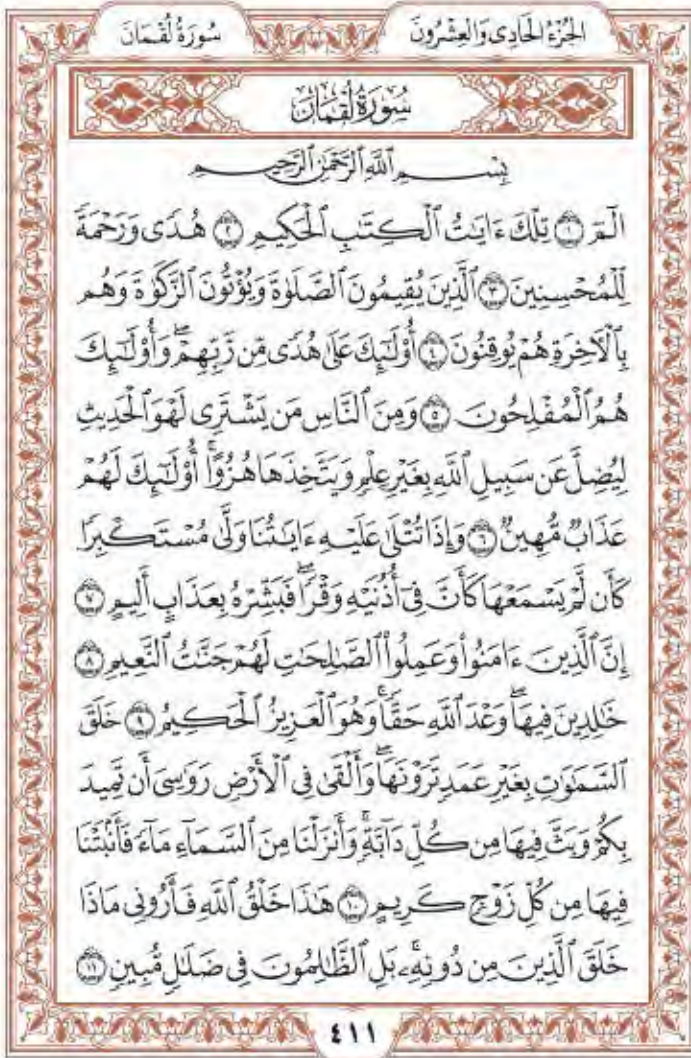 الجُزْءُ الحَادِى وَالعِشْرُونَ
سُورَةُ لُقْمَانَ
سُورَةُ لُقْمَانَ
بِسْمِ ٱللَّهِ ٱلرَّحْمَٰنِ ٱلرَّحِيمِ
الٓمٓ ١ تِلْكَ ءَايَٰتُ ٱلْكِتَٰبِ ٱلْحَكِيمِ ٢ هُدًى وَرَحْمَةً
لِّلْمُحْسِنِينَ ٣ ٱلَّذِينَ يُقِيمُونَ ٱلصَّلَوٰةَ وَيُؤْتُونَ ٱلزَّكَوٰةَ وَهُم
بِٱلْءَاخِرَةِ هُمْ يُوقِنُونَ ٤ أُوْلَٰٓئِكَ عَلَىٰ هُدًى مِّن رَّبِّهِمْۖ وَأُوْلَٰٓئِكَ
هُمُ ٱلْمُفْلِحُونَ ٥ وَمِنَ ٱلنَّاسِ مَن يَشْتَرِى لَهْوَ ٱلْحَدِيثِ
لِيُضِلَّ عَن سَبِيلِ ٱللَّهِ بِغَيْرِ عِلْمٍ وَيَتَّخِذَهَا هُزُوًاۚ أُوْلَٰٓئِكَ لَهُمْ
عَذَابٌ مُّهِينٌ ٦ وَإِذَا تُتْلَىٰ عَلَيْهِ ءَايَٰتُنَا وَلَّىٰ مُسْتَكْبِرًا
كَأَن لَّمْ يَسْمَعْهَا كَأَنَّ فِىٓ أُذُنَيْهِ وَقْرًاۖ فَبَشِّرْهُ بِعَذَابٍ أَلِيمٍ ٧
إِنَّ ٱلَّذِينَ ءَامَنُواْ وَعَمِلُواْ ٱلصَّٰلِحَٰتِ لَهُمْ جَنَّٰتُ ٱلنَّعِيمِ ٨
خَٰلِدِينَ فِيهَاۖ وَعْدَ ٱللَّهِ حَقًّاۚ وَهُوَ ٱلْعَزِيزُ ٱلْحَكِيمُ ٩ خَلَقَ
ٱلسَّمَٰوَٰتِ بِغَيْرِ عَمَدٍ تَرَوْنَهَاۖ وَأَلْقَىٰ فِى ٱلْأَرْضِ رَوَٰسِىَ أَن تَمِيدَ
بِكُمْ وَبَثَّ فِيهَا مِن كُلِّ دَآبَّةٍۚ وَأَنزَلْنَا مِنَ ٱلسَّمَآءِ مَآءً فَأَنۢبَتْنَا
فِيهَا مِن كُلِّ زَوْجٍ كَرِيمٍ ١٠ هَٰذَا خَلْقُ ٱللَّهِ فَأَرُونِى مَاذَا
خَلَقَ ٱلَّذِينَ مِن دُونِهِۦۚ بَلِ ٱلظَّٰلِمُونَ فِى ضَلَٰلٍ مُّبِينٍ ١١
٤١١